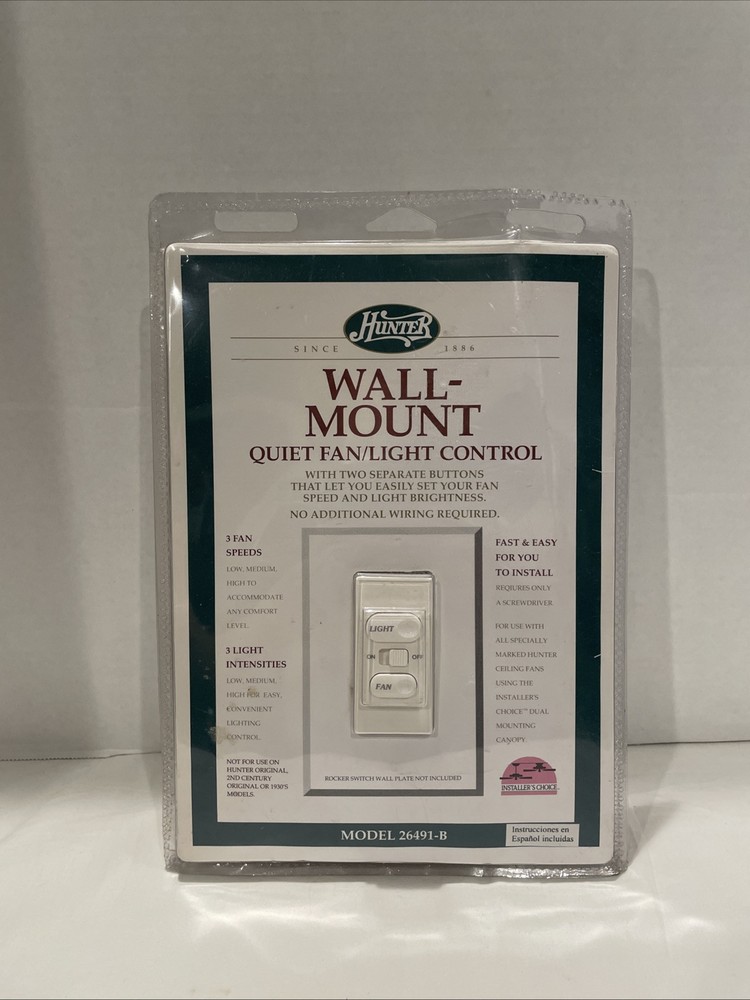 HUNTER
SINCE 1886
WALL-
MOUNT
QUIET FAN/LIGHT CONTROL
WITH TWO SEPARATE BUTTONS
THAT LET YOU EASILY SET YOUR FAN
SPEED AND LIGHT BRIGHTNESS.
NO ADDITIONAL WIRING REQUIRED.
3 FAN
SPEEDS
LOW, MEDIUM,
HIGH TO
ACCOMMODATE
ANY COMFORT
LEVEL.
3 LIGHT
INTENSITIES
LOW, MEDIUM,
HIGH FOR EASY,
CONVENIENT
LIGHTING
CONTROL.
NOT FOR USE ON
HUNTER ORIGINAL,
2ND CENTURY
ORIGINAL OR 1930'S
MODELS.
LIGHT
ON OFF
FAN
ROCKER SWITCH WALL PLATE NOT INCLUDED
FAST & EASY
FOR YOU
TO INSTALL
REQIURES ONLY
A SCREWDRIVER.
FOR USE WITH
ALL SPECIALLY
MARKED HUNTER
CEILING FANS
USING THE
INSTALLER'S
CHOICE™ DUAL
MOUNTING
CANOPY.
INSTALLER'S CHOICE™
MODEL 26491-B
Instrucciones en
Español incluidas